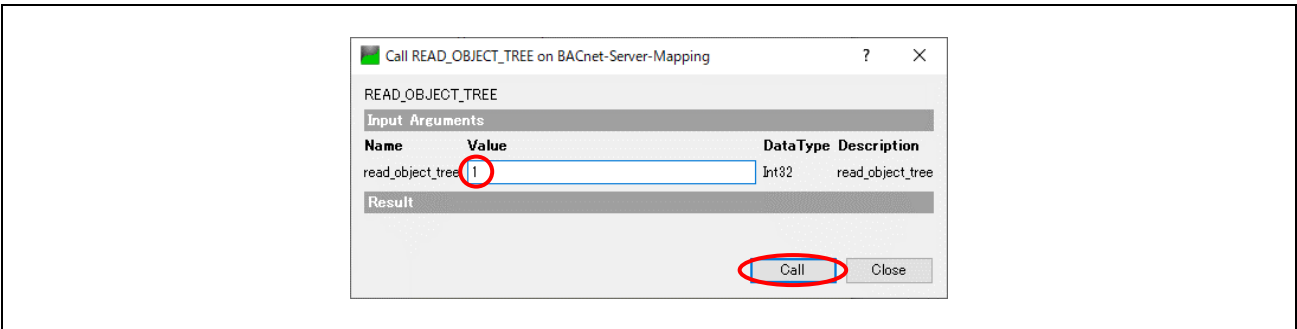 Call READ_OBJECT_TREE on BACnet-Server-Mapping ? ×
READ_OBJECT_TREE
Input Arguments
Name Value DataType Description
read_object_tree 1 Int32 read_object_tree
Result
Call Close